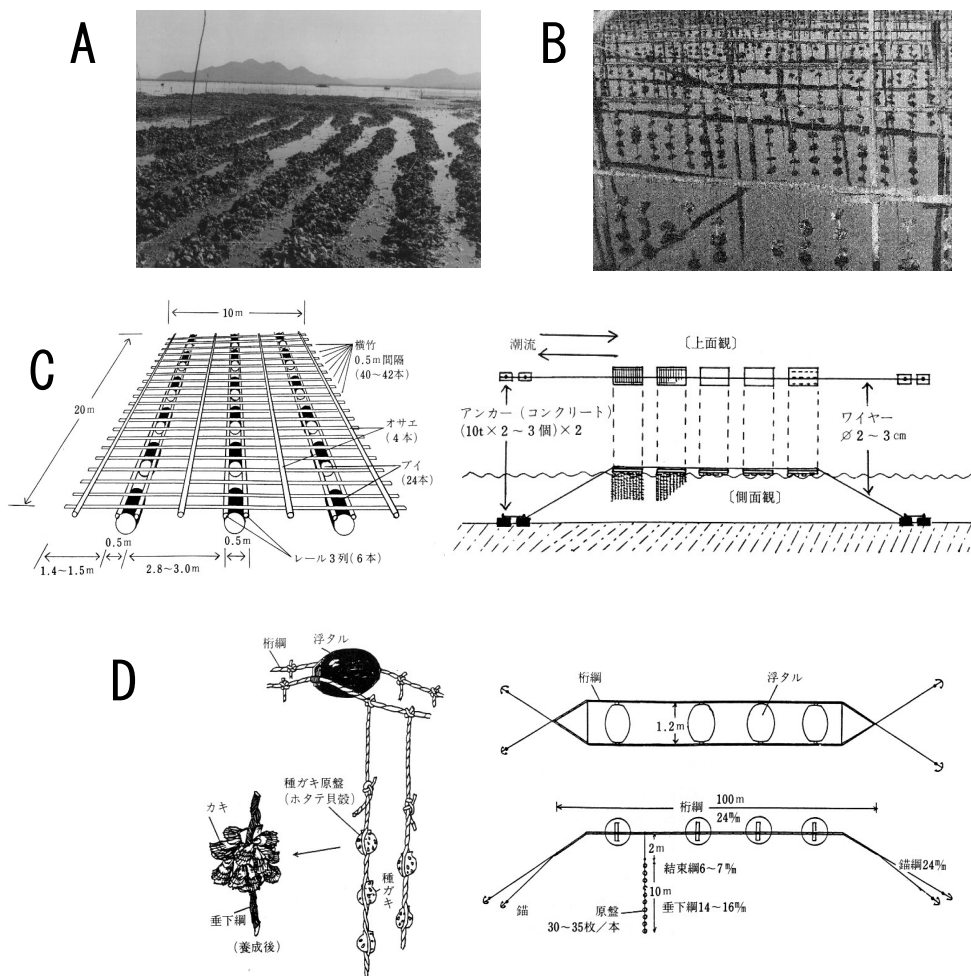 A
B
C
10m
20m
横竹
0.5m間隔
(40～42本)
オサエ
(4本)
ブイ
(24本)
レール3列(6本)
0.5m
0.5m
1.4～1.5m
2.8～3.0m
潮流
〔上面観〕
アンカー(コンクリート)
(10t×2～3個)×2
ワイヤー
∅2～3cm
〔側面観〕
D
桁綱
浮タル
種ガキ原盤
(ホタテ貝殻)
カキ
種ガキ
垂下綱
(養成後)
桁綱
浮タル
1.2m
桁綱
100m
24㎜
2m
結束綱6～7㎜
10m
垂下綱14～16㎜
原盤
30～35枚/本
錨
錨綱24㎜